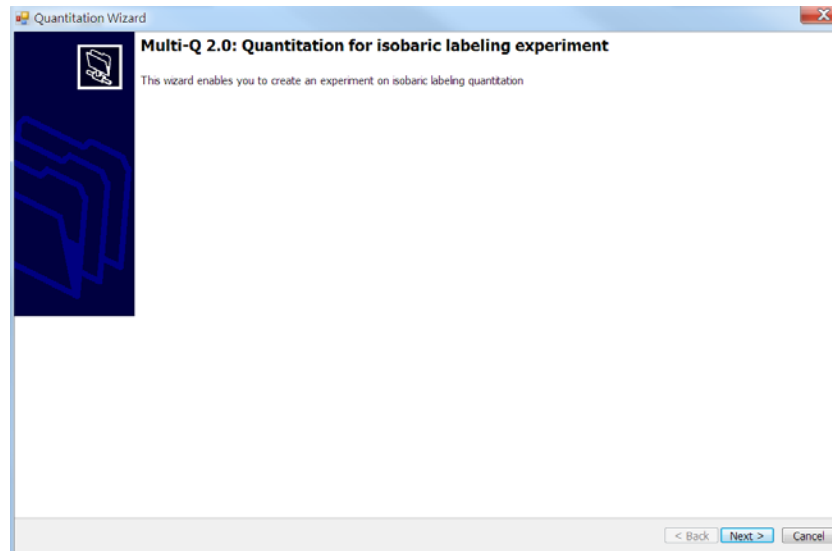 Quantitation Wizard
Multi-Q 2.0: Quantitation for isobaric labeling experiment
This wizard enables you to create an experiment on isobaric labeling quantitation
< Back Next > Cancel